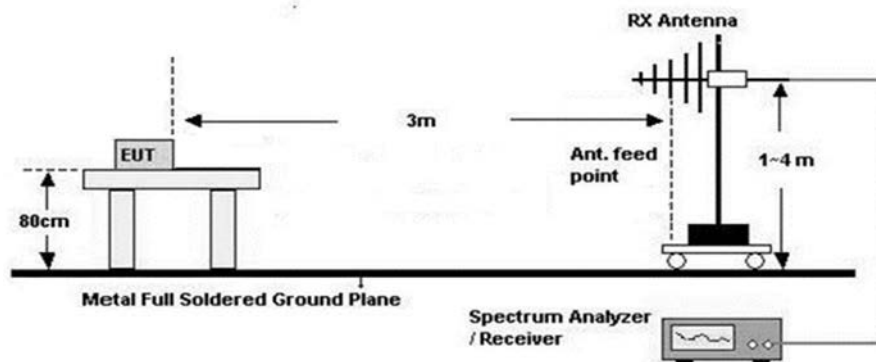 RX Antenna
3m
EUT
Ant. feed
point
1~4 m
80cm
Metal Full Soldered Ground Plane
Spectrum Analyzer
/ Receiver